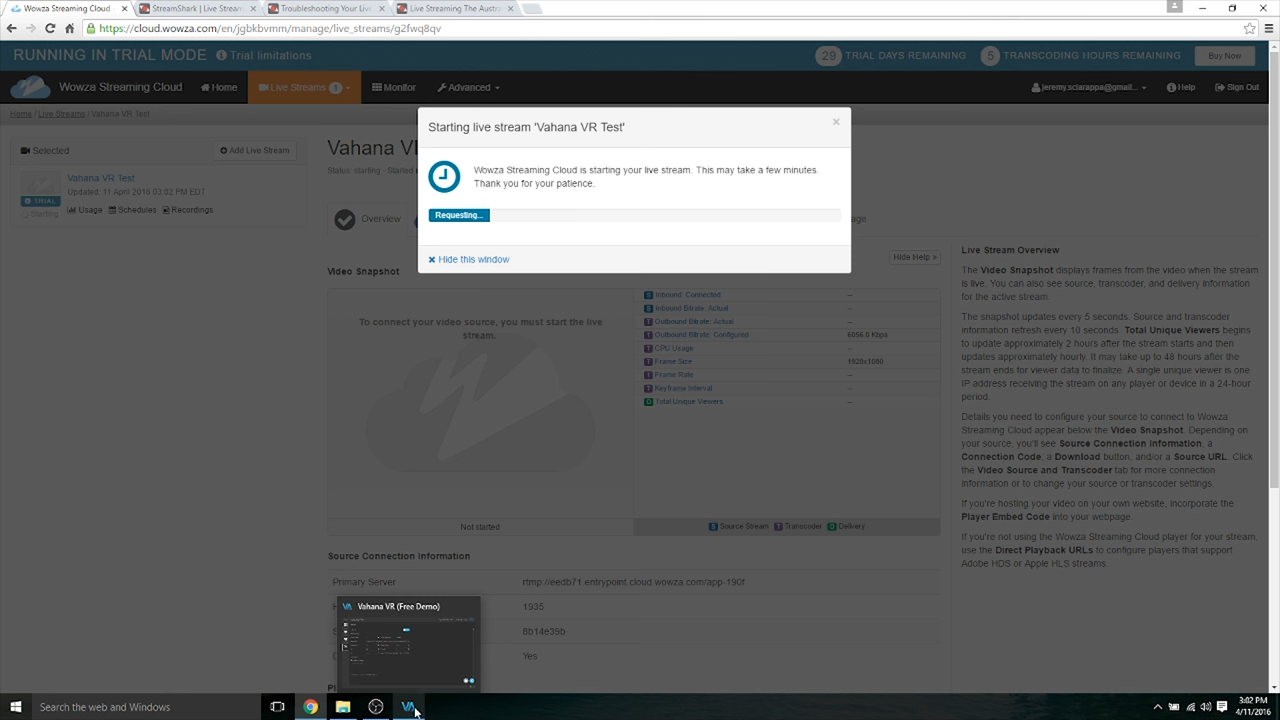 Wowza Streaming Cloud
StreamShark | Live Stream
Troubleshooting Your Live
Live Streaming The Austra
https://cloud.wowza.com/en/jgbkbvmm/manage/live_streams/g2fwq8qv
RUNNING IN TRIAL MODE Trial limitations
29 TRIAL DAYS REMAINING 5 TRANSCODING HOURS REMAINING Buy Now
Wowza Streaming Cloud Home Live Streams 1 Monitor Advanced
jeremy.sciarappa@gmail... Help Sign Out
Home / Live Streams / Vahana VR Test
Starting live stream 'Vahana VR Test'
Wowza Streaming Cloud is starting your live stream. This may take a few minutes.
Thank you for your patience.
Requesting...
Hide this window
Selected Add Live Stream
Vahana VR Test
Updated: 11 April 2016 03:02 PM EDT
TRIAL
Starting
Usage Schedules Recordings
Vahana V
Status: starting - Started
Overview
Hide Help »
Video Snapshot
To connect your video source, you must start the live
stream.
Not started
S Inbound: Connected --
S Inbound Bitrate: Actual --
T Outbound Bitrate: Actual --
T Outbound Bitrate: Configured 6056.0 Kbps
T CPU Usage --
T Frame Size 1920x1080
T Frame Rate --
T Keyframe Interval --
D Total Unique Viewers --
S Source Stream T Transcoder D Delivery
Live Stream Overview
The Video Snapshot displays frames from the video when the stream
is live. You can also see source, transcoder, and delivery information
for the active stream.
The snapshot updates every 5 seconds. Source and transcoder
information refresh every 10 seconds. Total Unique Viewers begins
to update approximately 2 hours after the stream starts and then
updates approximately hourly. It may take up to 48 hours after the
stream ends for viewer data to finalize. A single unique viewer is one
IP address receiving the stream on any player or device in a 24-hour
period.
Details you need to configure your source to connect to Wowza
Streaming Cloud appear below the Video Snapshot. Depending on
your source, you'll see Source Connection Information, a
Connection Code, a Download button, and/or a Source URL. Click
the Video Source and Transcoder tab for more connection
information or to change your source or transcoder settings.
If you're hosting your video on your own website, incorporate the
Player Embed Code into your webpage.
If you're not using the Wowza Streaming Cloud player for your stream,
use the Direct Playback URLs to configure players that support
Adobe HDS or Apple HLS streams.
Source Connection Information
Primary Server rtmp://eedb71.entrypoint.cloud.wowza.com/app-190f
1935
8b14e39b
Yes
VA Vahana VR (Free Demo)
Search the web and Windows
VA
3:02 PM
4/11/2016